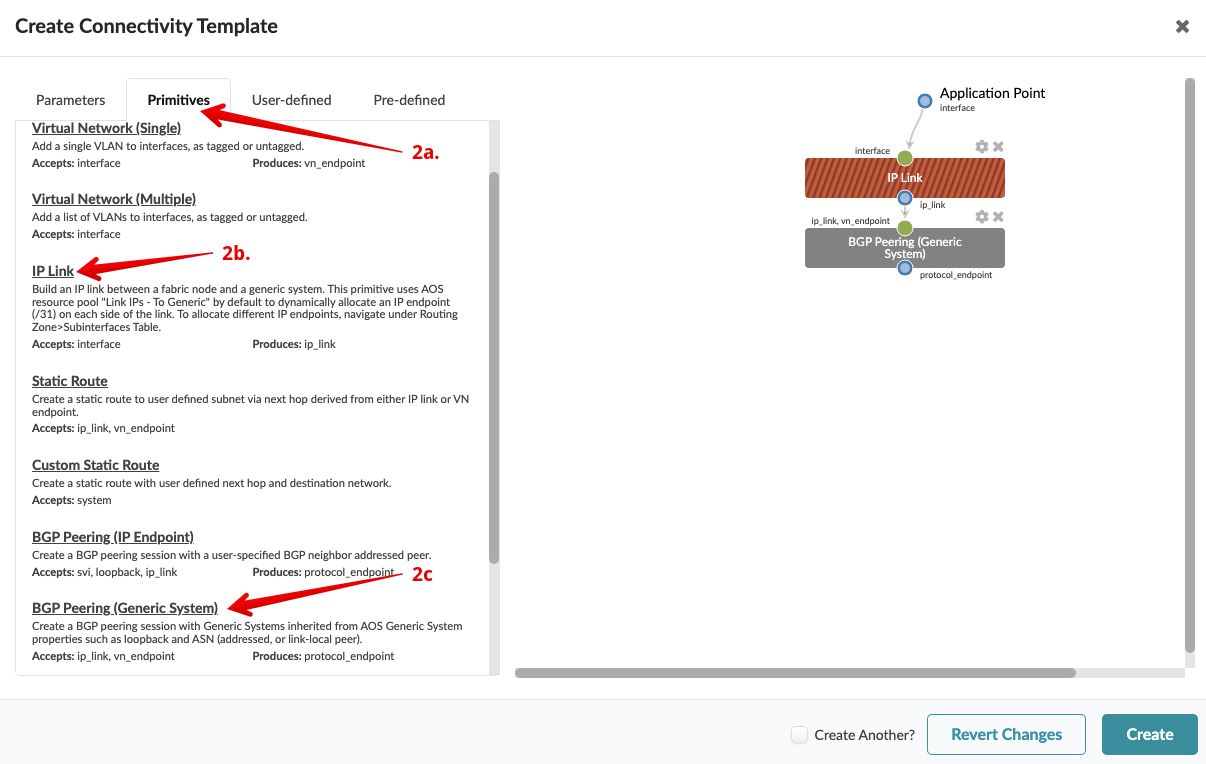 Create Connectivity Template
Parameters
Primitives
User-defined
Pre-defined
2a.
Virtual Network (Single)
Add a single VLAN to interfaces, as tagged or untagged.
Accepts: interface
Produces: vn_endpoint
Virtual Network (Multiple)
Add a list of VLANs to interfaces, as tagged or untagged.
Accepts: interface
2b.
IP Link
Build an IP link between a fabric node and a generic system. This primitive uses AOS
resource pool "Link IPs - To Generic" by default to dynamically allocate an IP endpoint
(/31) on each side of the link. To allocate different IP endpoints, navigate under Routing
Zone>Subinterfaces Table.
Accepts: interface
Produces: ip_link
Static Route
Create a static route to user defined subnet via next hop derived from either IP link or VN
endpoint.
Accepts: ip_link, vn_endpoint
Custom Static Route
Create a static route with user defined next hop and destination network.
Accepts: system
BGP Peering (IP Endpoint)
Create a BGP peering session with a user-specified BGP neighbor addressed peer.
Accepts: svi, loopback, ip_link
Produces: protocol_endpoint
2c
BGP Peering (Generic System)
Create a BGP peering session with Generic Systems inherited from AOS Generic System
properties such as loopback and ASN (addressed, or link-local peer).
Accepts: ip_link, vn_endpoint
Produces: protocol_endpoint
Application Point
interface
interface
IP Link
ip_link
ip_link, vn_endpoint
BGP Peering (Generic
System)
protocol_endpoint
Create Another?
Revert Changes
Create